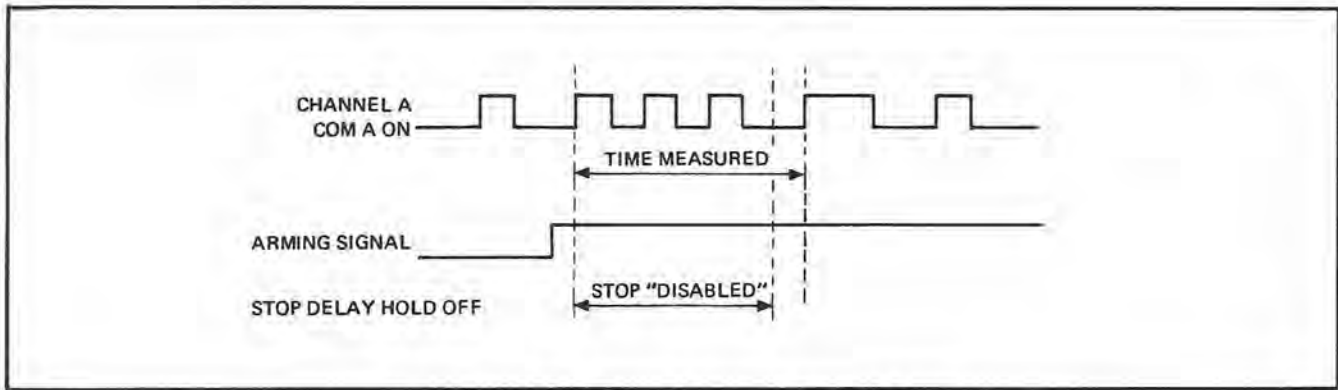 CHANNEL A
COM A ON
TIME MEASURED
ARMING SIGNAL
STOP "DISABLED"
STOP DELAY HOLD OFF